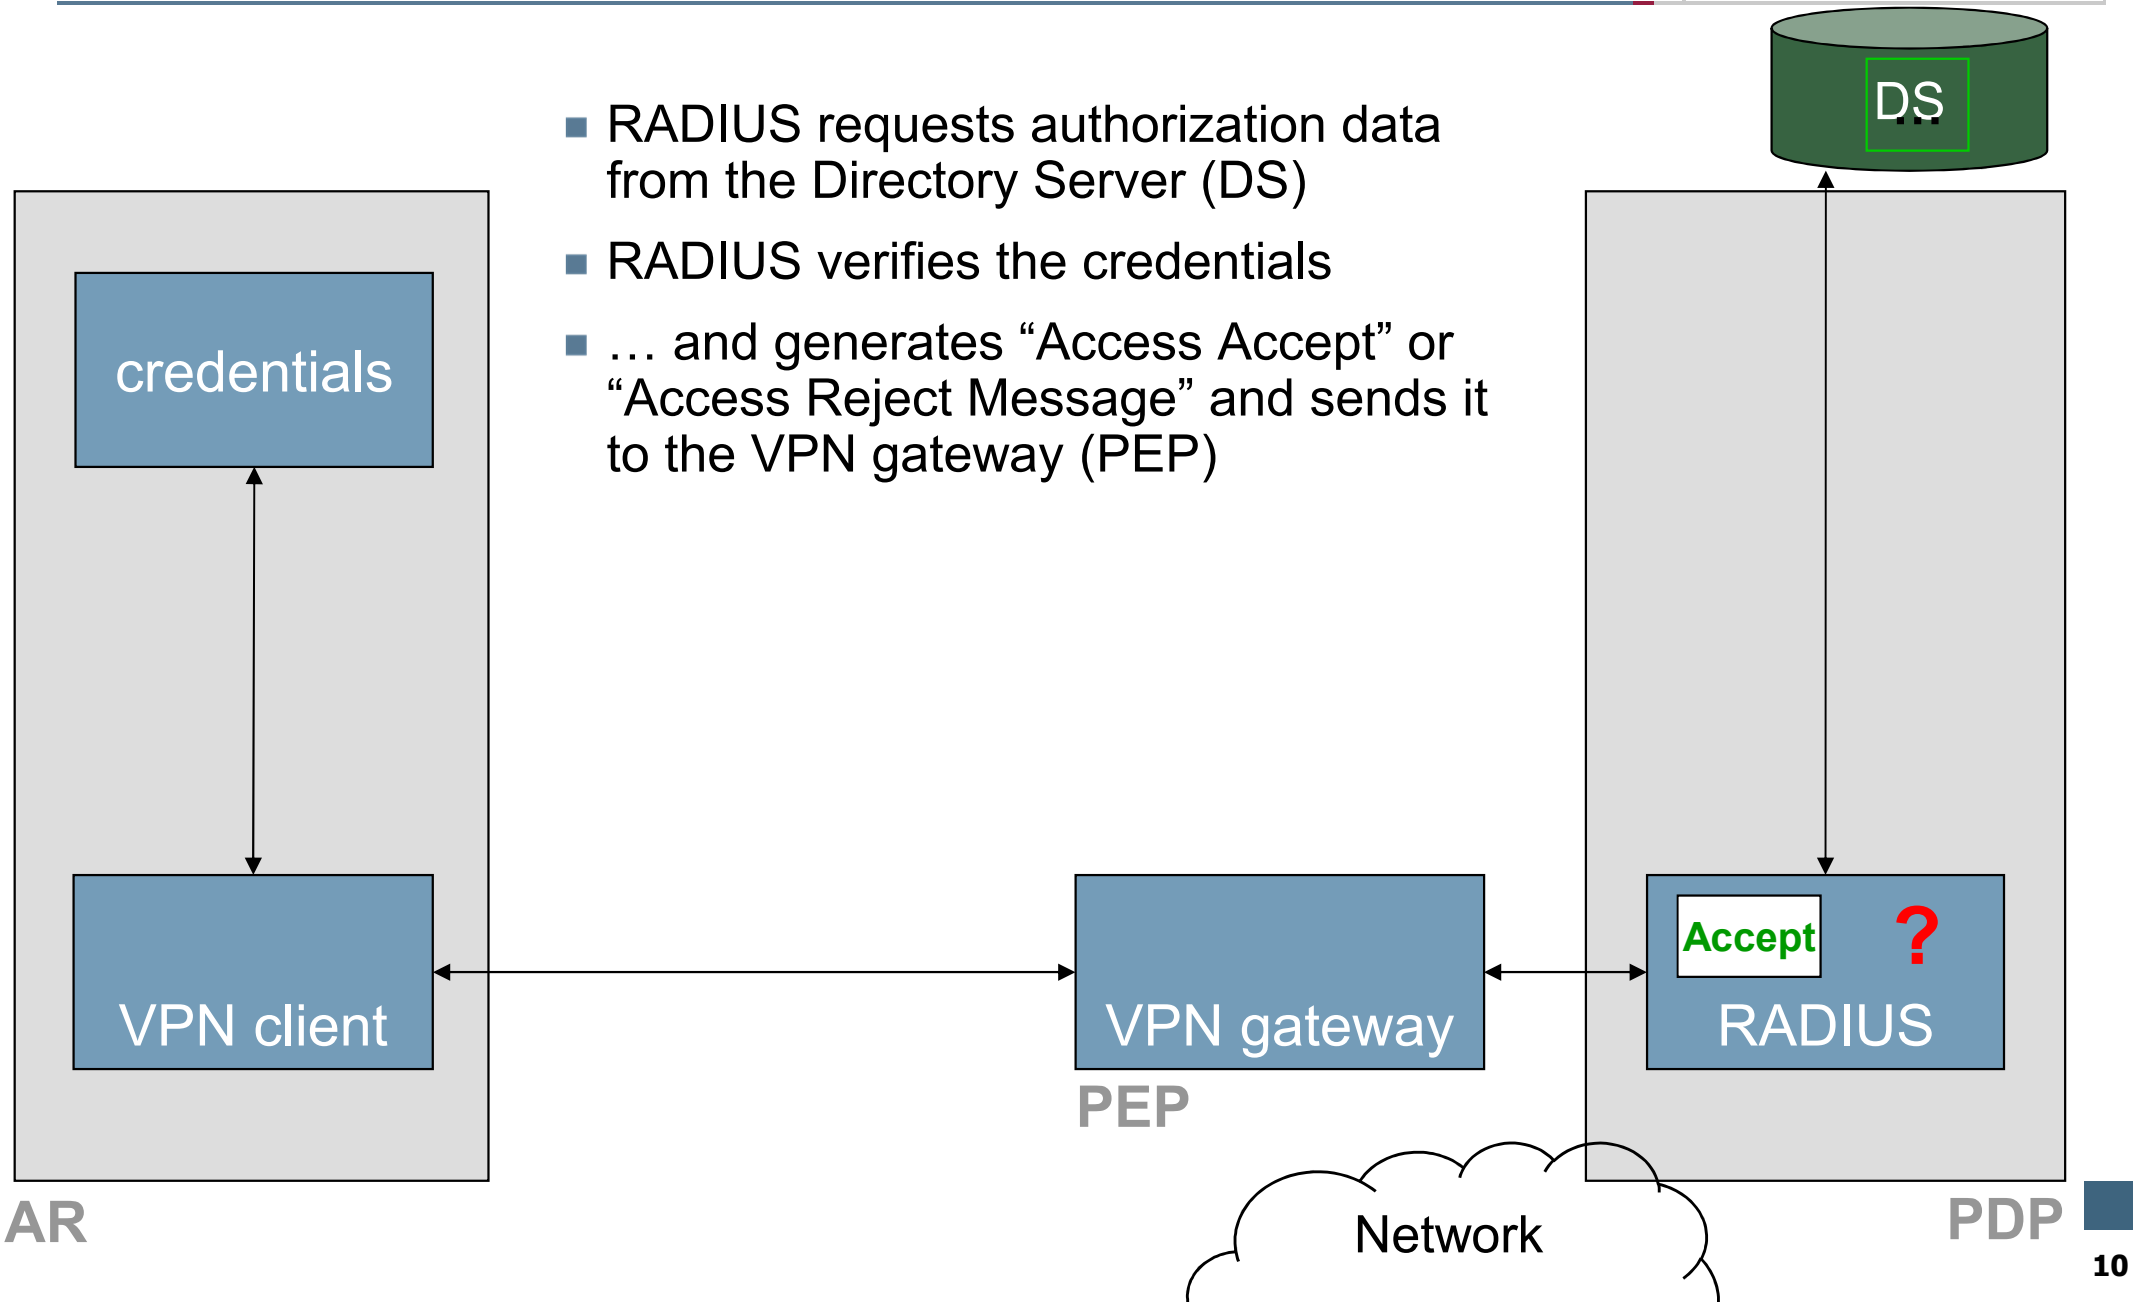 DS
...
RADIUS requests authorization data
from the Directory Server (DS)
RADIUS verifies the credentials
… and generates “Access Accept” or
“Access Reject Message” and sends it
to the VPN gateway (PEP)
credentials
VPN client
VPN gateway
Accept
?
RADIUS
PEP
AR
Network
PDP
10